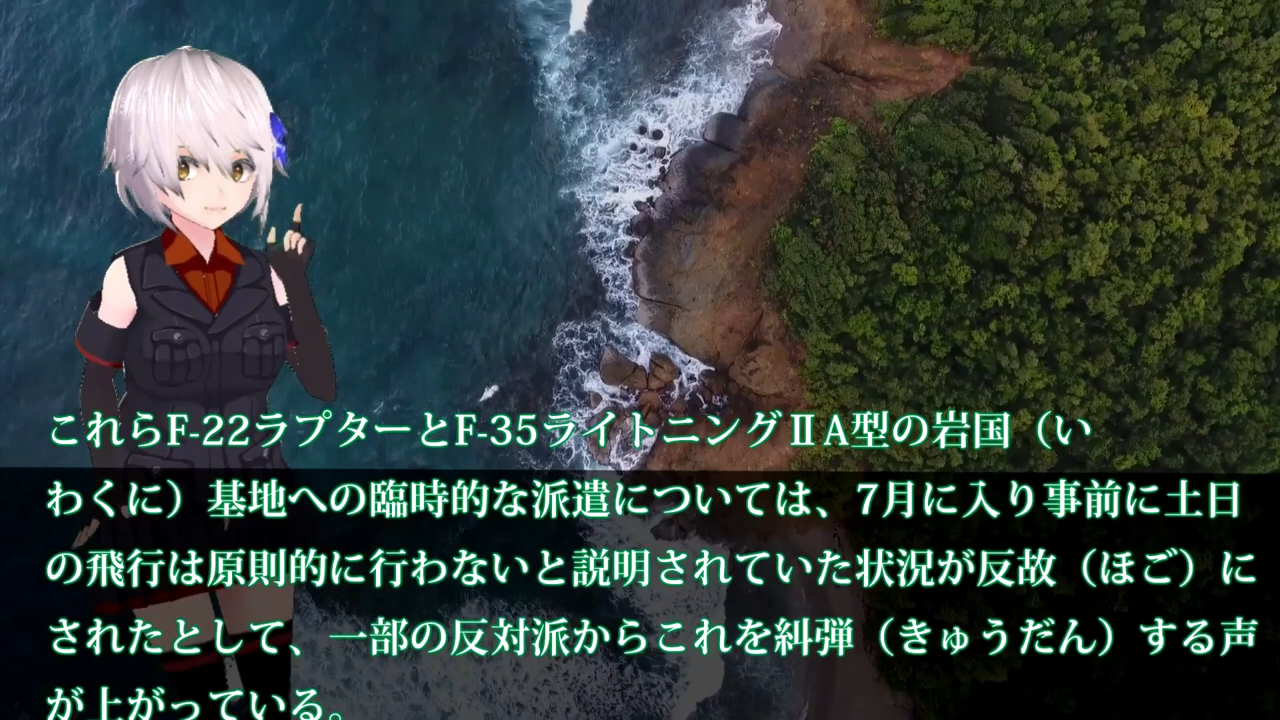 これらF-22ラプターとF-35ライトニングⅡA型の岩国（い
わくに）基地への臨時的な派遣については、7月に入り事前に土日
の飛行は原則的に行わないと説明されていた状況が反故（ほご）に
されたとして、一部の反対派からこれを糾弾（きゅうだん）する声
が上がっている。